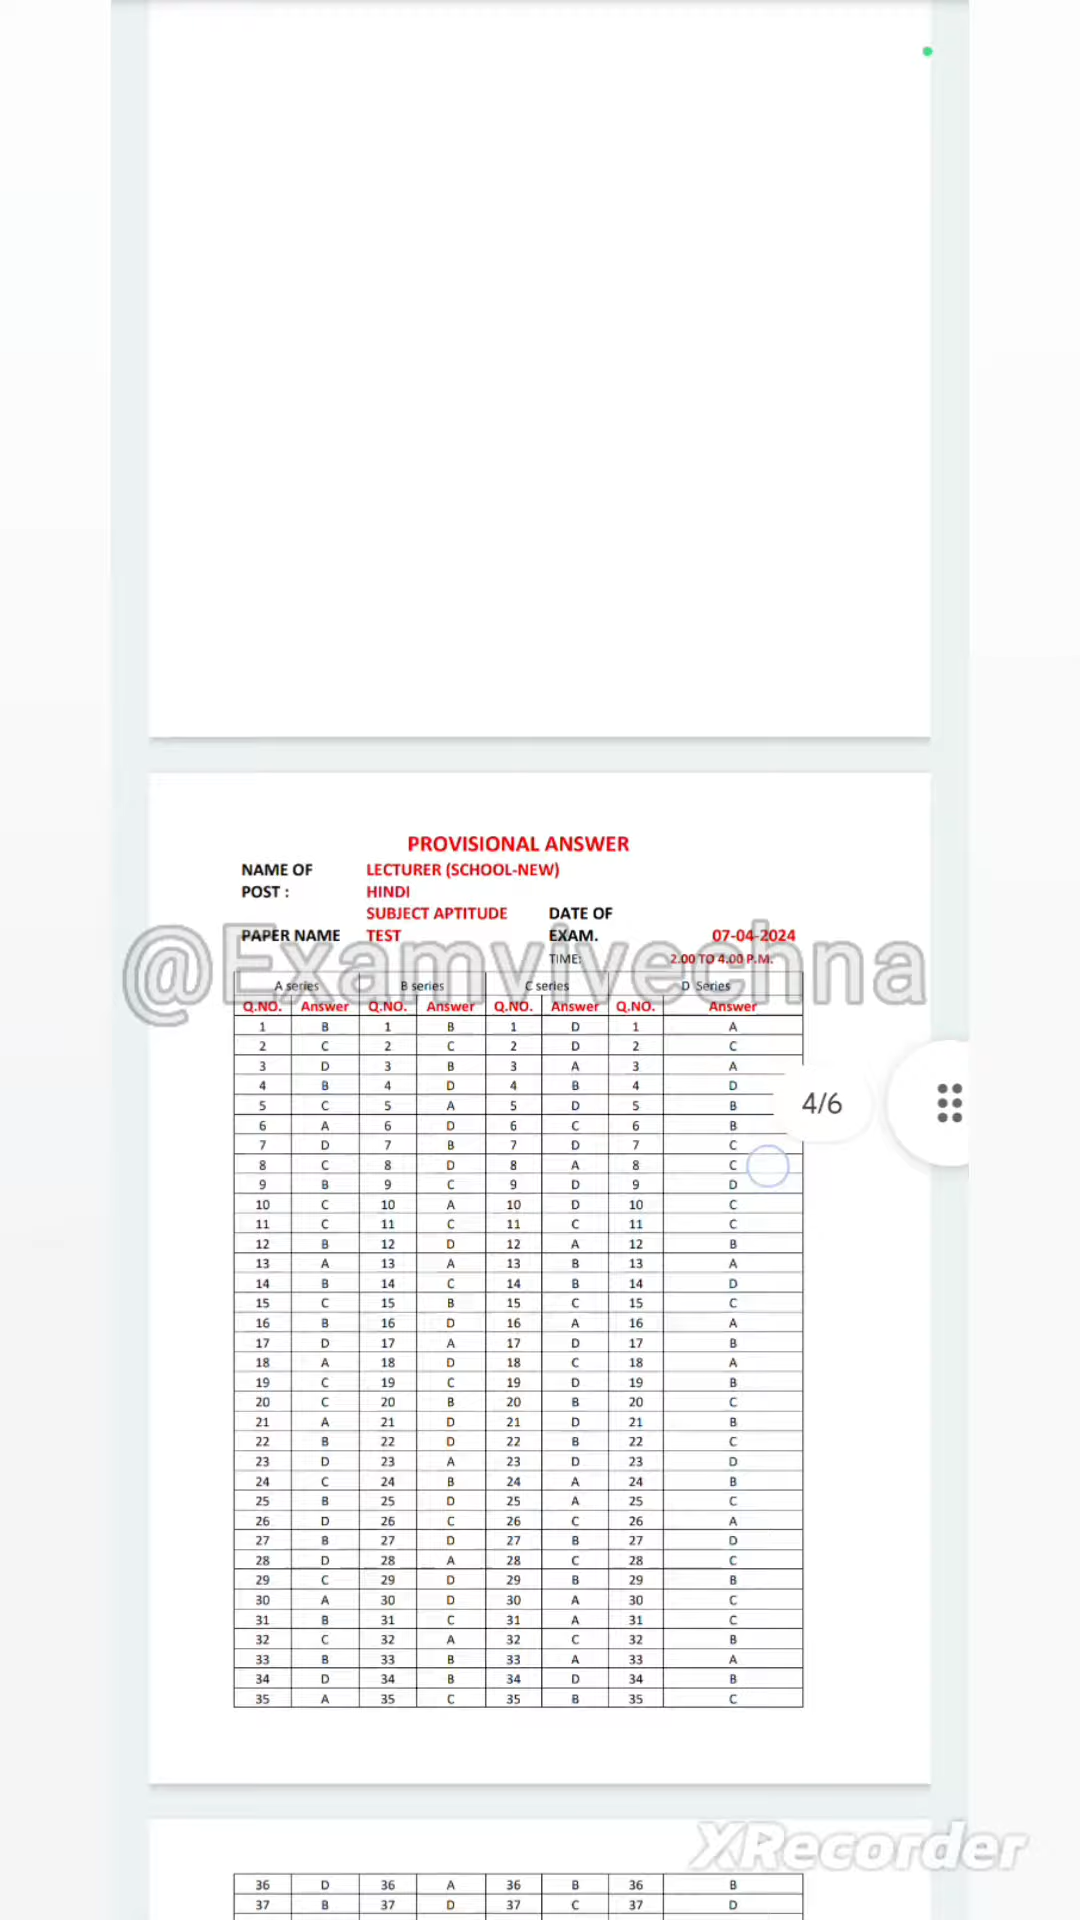 PROVISIONAL ANSWER
NAME OF POST : LECTURER (SCHOOL-NEW) HINDI
PAPER NAME SUBJECT APTITUDE TEST DATE OF EXAM. 07-04-2024
TIME: 2.00 TO 4.00 P.M.
@Examvivechna
A series B series C series D Series
Q.NO. Answer Q.NO. Answer Q.NO. Answer Q.NO. Answer
1 B 1 B 1 D 1 A
2 C 2 C 2 D 2 C
3 D 3 B 3 A 3 A
4 B 4 D 4 B 4 D
5 C 5 A 5 D 5 B
4/6
6 A 6 D 6 C 6 B
7 D 7 B 7 D 7 C
8 C 8 D 8 A 8 C
9 B 9 C 9 D 9 D
10 C 10 A 10 D 10 C
11 C 11 C 11 C 11 C
12 B 12 D 12 A 12 B
13 A 13 A 13 B 13 A
14 B 14 C 14 B 14 D
15 C 15 B 15 C 15 C
16 B 16 D 16 A 16 A
17 D 17 A 17 D 17 B
18 A 18 D 18 C 18 A
19 C 19 C 19 D 19 B
20 C 20 B 20 B 20 C
21 A 21 D 21 D 21 B
22 B 22 D 22 B 22 C
23 D 23 A 23 D 23 D
24 C 24 B 24 A 24 B
25 B 25 D 25 A 25 C
26 D 26 C 26 C 26 A
27 B 27 D 27 B 27 D
28 D 28 A 28 C 28 C
29 C 29 D 29 B 29 B
30 A 30 D 30 A 30 C
31 B 31 C 31 A 31 C
32 C 32 A 32 C 32 B
33 B 33 B 33 A 33 A
34 D 34 B 34 D 34 B
35 A 35 C 35 B 35 C
XRecorder
36 D 36 A 36 B 36 B
37 B 37 D 37 C 37 D